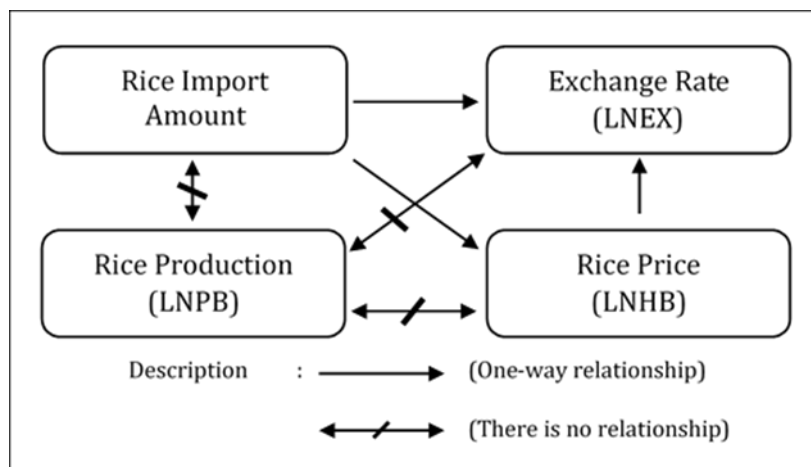 Rice Import
Amount
Exchange Rate
(LNEX)
Rice Production
(LNPB)
Rice Price
(LNHB)
Description : (One-way relationship)
(There is no relationship)